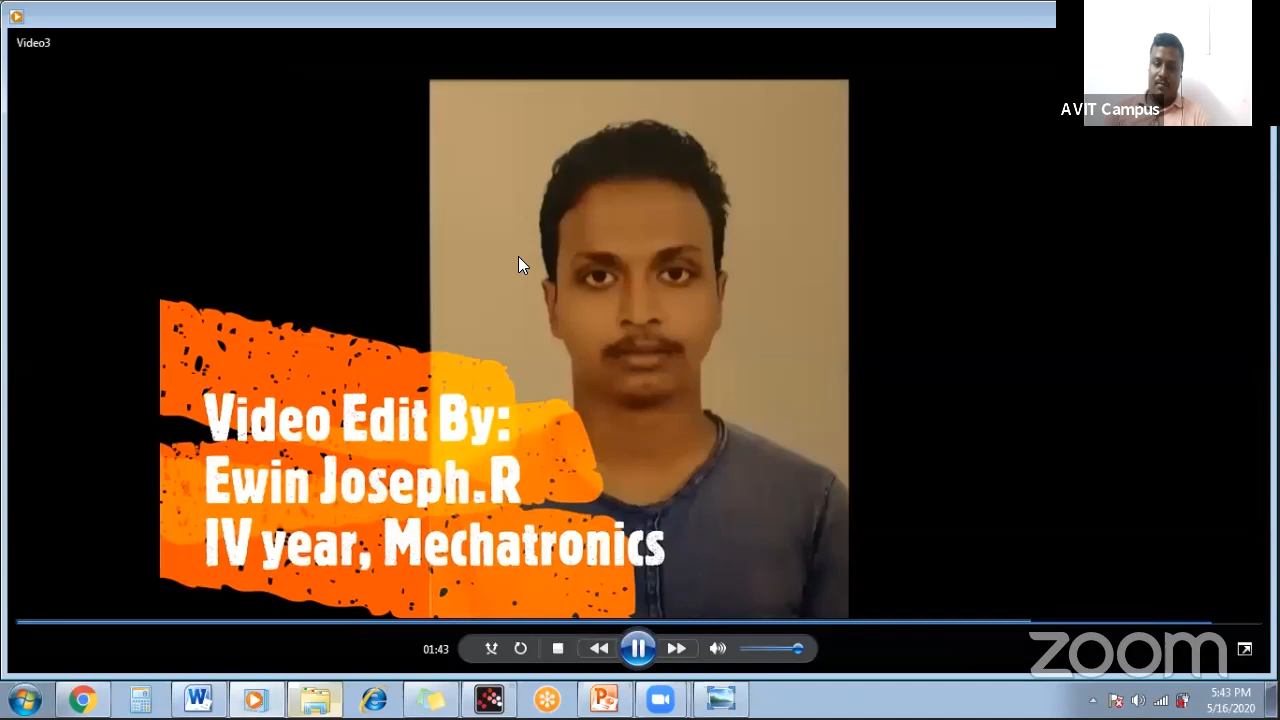 Video3
AVIT Campus
Video Edit By:
Ewin Joseph.R
IV year, Mechatronics
01:43
zoom
5:43 PM
5/16/2020